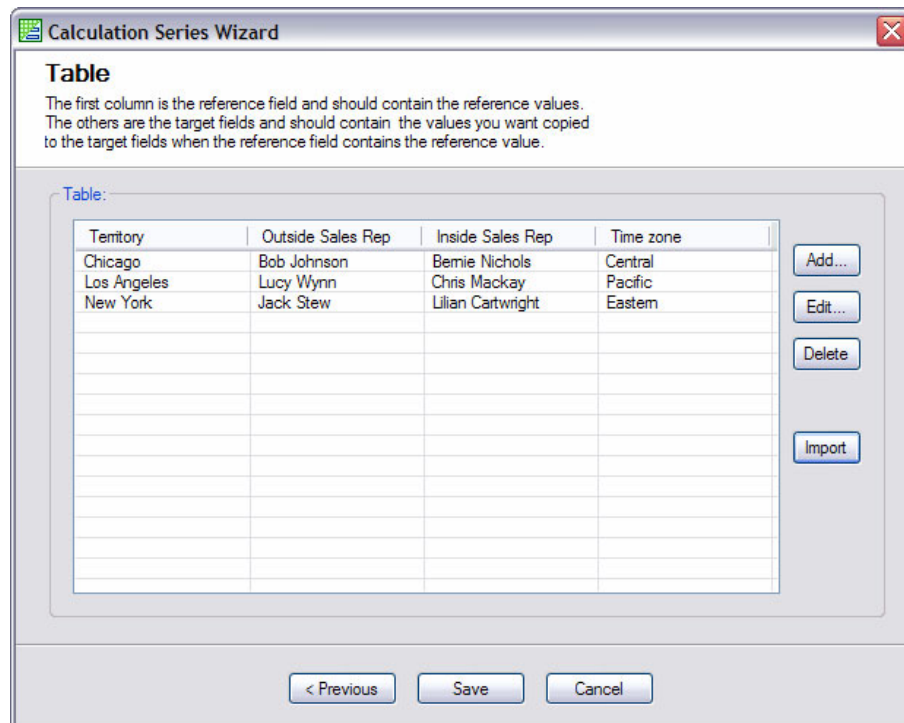 Calculation Series Wizard
Table
The first column is the reference field and should contain the reference values.
The others are the target fields and should contain the values you want copied
to the target fields when the reference field contains the reference value.
Table:
Territory Outside Sales Rep Inside Sales Rep Time zone
Chicago Bob Johnson Bernie Nichols Central
Los Angeles Lucy Wynn Chris Mackay Pacific
New York Jack Stew Lilian Cartwright Eastern
Add...
Edit...
Delete
Import
< Previous Save Cancel